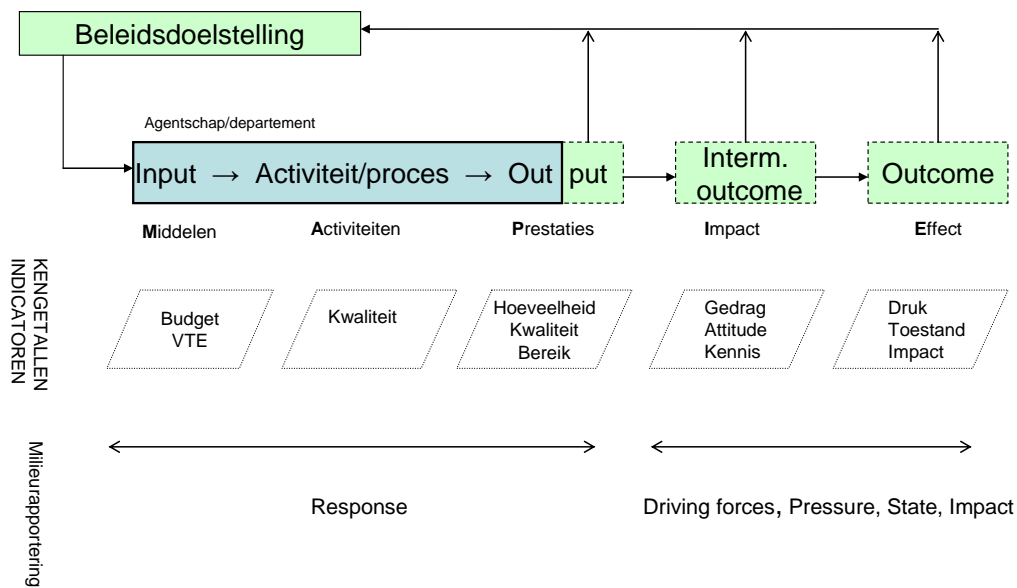 Beleidsdoelstelling
Agentschap/departement
Input → Activiteit/proces → Out put
Interm.
outcome
Outcome
Middelen
Activiteiten
Prestaties
Impact
Effect
KENGETALLEN
INDICATOREN
Budget
VTE
Kwaliteit
Hoeveelheid
Kwaliteit
Bereik
Gedrag
Attitude
Kennis
Druk
Toestand
Impact
Milieurapportering
Response
Driving forces, Pressure, State, Impact